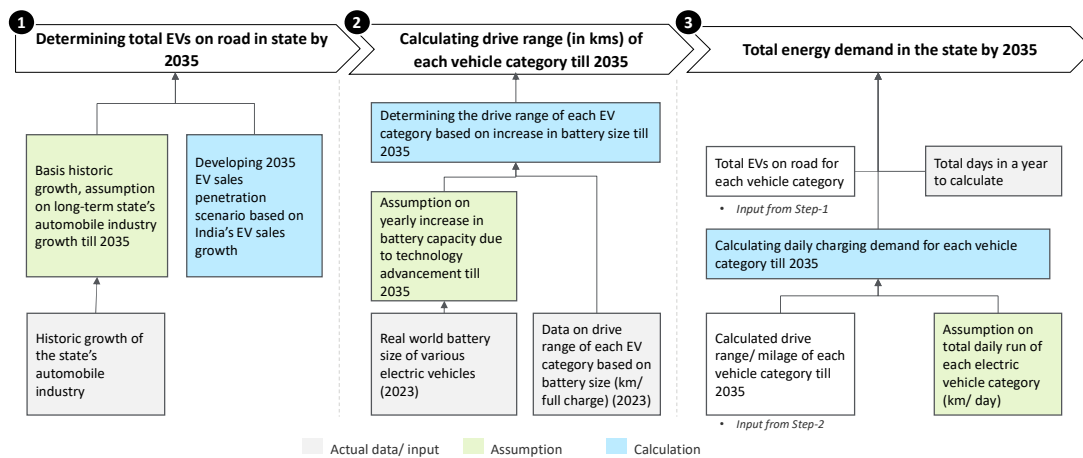 1
Determining total EVs on road in state by
2035
Basis historic
growth, assumption
on long-term state's
automobile industry
growth till 2035
Developing 2035
EV sales
penetration
scenario based on
India's EV sales
growth
Historic growth of
the state's
automobile
industry
2
Calculating drive range (in kms) of
each vehicle category till 2035
Determining the drive range of each EV
category based on increase in battery size till
2035
Assumption on
yearly increase in
battery capacity due
to technology
advancement till
2035
Real world battery
size of various
electric vehicles
(2023)
Data on drive
range of each EV
category based on
battery size (km/
full charge) (2023)
3
Total energy demand in the state by 2035
Total EVs on road for
each vehicle category
• Input from Step-1
Total days in a year
to calculate
Calculating daily charging demand for each vehicle
category till 2035
Calculated drive
range/ milage of each
vehicle category till
2035
• Input from Step-2
Assumption on
total daily run of
each electric
vehicle category
(km/ day)
Actual data/ input
Assumption
Calculation